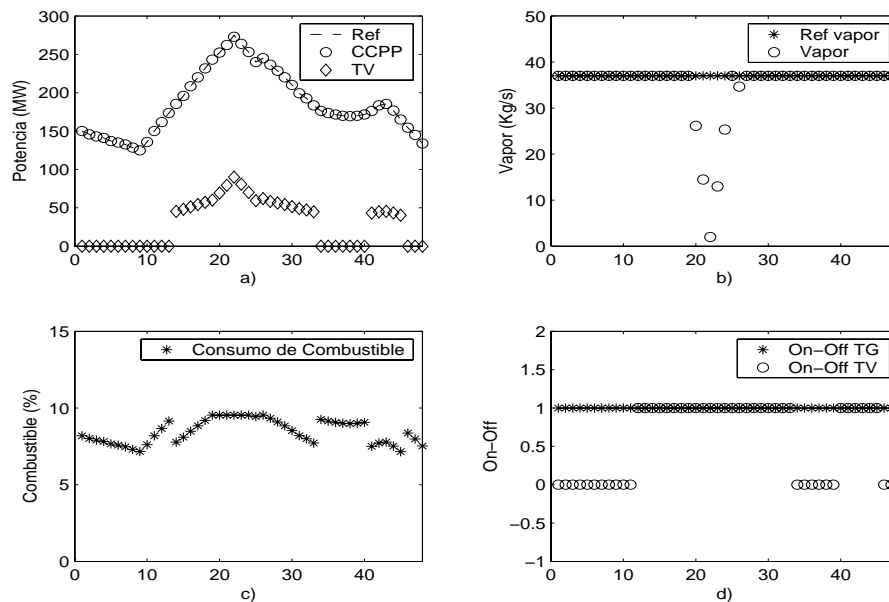 300
250
200
150
100
50
0
Potencia (MW)
Ref
CCPP
TV
0
10
20
30
40
a)
50
40
30
20
10
0
Vapor (Kg/s)
Ref vapor
Vapor
0
10
20
30
40
b)
15
10
5
0
Combustible (%)
Consumo de Combustible
0
10
20
30
40
c)
2
1.5
1
0.5
0
−0.5
−1
On−Off
On−Off TG
On−Off TV
0
10
20
30
40
d)